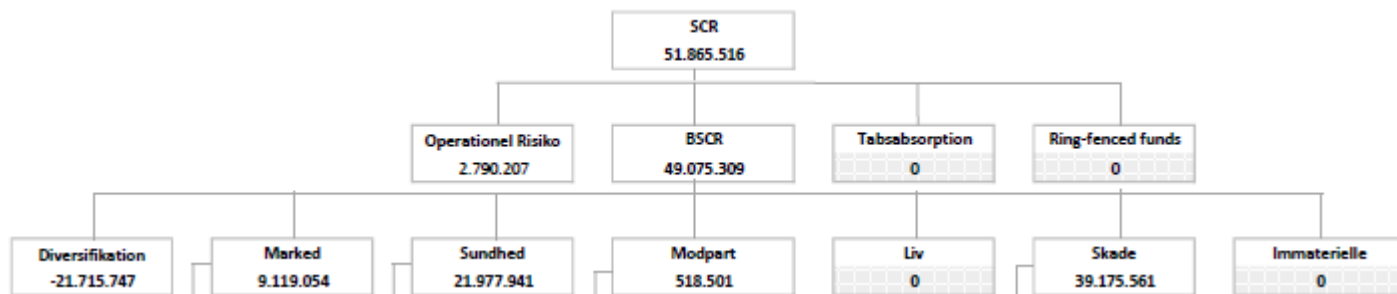 SCR
51.865.516
Operationel Risiko
2.790.207
BSCR
49.075.309
Tabsabsorption
0
Ring-fenced funds
0
Diversifikation
-21.715.747
Marked
9.119.054
Sundhed
21.977.941
Modpart
518.501
Liv
0
Skade
39.175.561
Immaterielle
0